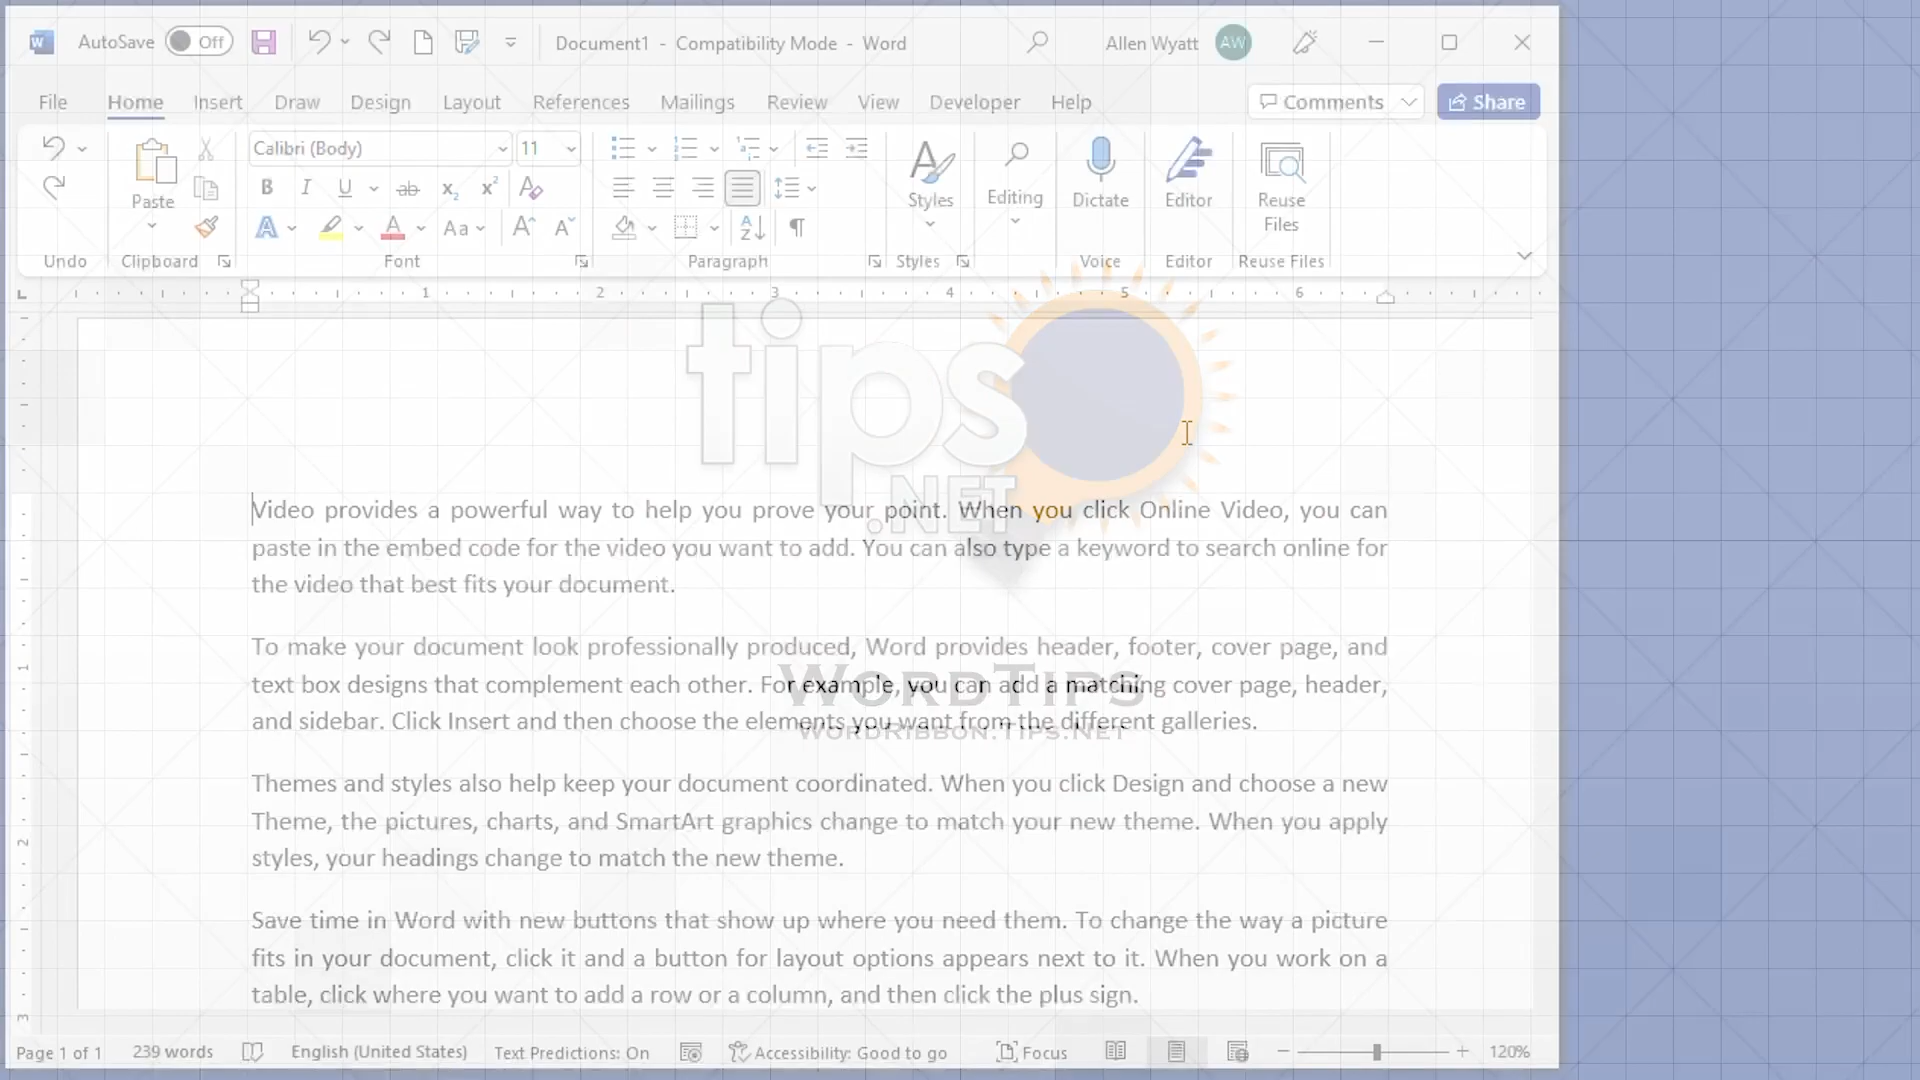 AutoSave Off Document1 - Compatibility Mode - Word Allen Wyatt AW
File Home Insert Draw Design Layout References Mailings Review View Developer Help Comments Share
Calibri (Body) 11
Paste Styles Editing Dictate Editor Reuse Files
Undo Clipboard Font Paragraph Styles Voice Editor Reuse Files
1 2 3 4 5 6
tips
.NET
Video provides a powerful way to help you prove your point. When you click Online Video, you can
paste in the embed code for the video you want to add. You can also type a keyword to search online for
the video that best fits your document.
To make your document look professionally produced, Word provides header, footer, cover page, and
WordTips
text box designs that complement each other. For example, you can add a matching cover page, header,
and sidebar. Click Insert and then choose the elements you want from the different galleries.
WORDRIBBON.TIPS.NET
Themes and styles also help keep your document coordinated. When you click Design and choose a new
Theme, the pictures, charts, and SmartArt graphics change to match your new theme. When you apply
styles, your headings change to match the new theme.
Save time in Word with new buttons that show up where you need them. To change the way a picture
fits in your document, click it and a button for layout options appears next to it. When you work on a
table, click where you want to add a row or a column, and then click the plus sign.
Page 1 of 1 239 words English (United States) Text Predictions: On Accessibility: Good to go Focus 120%